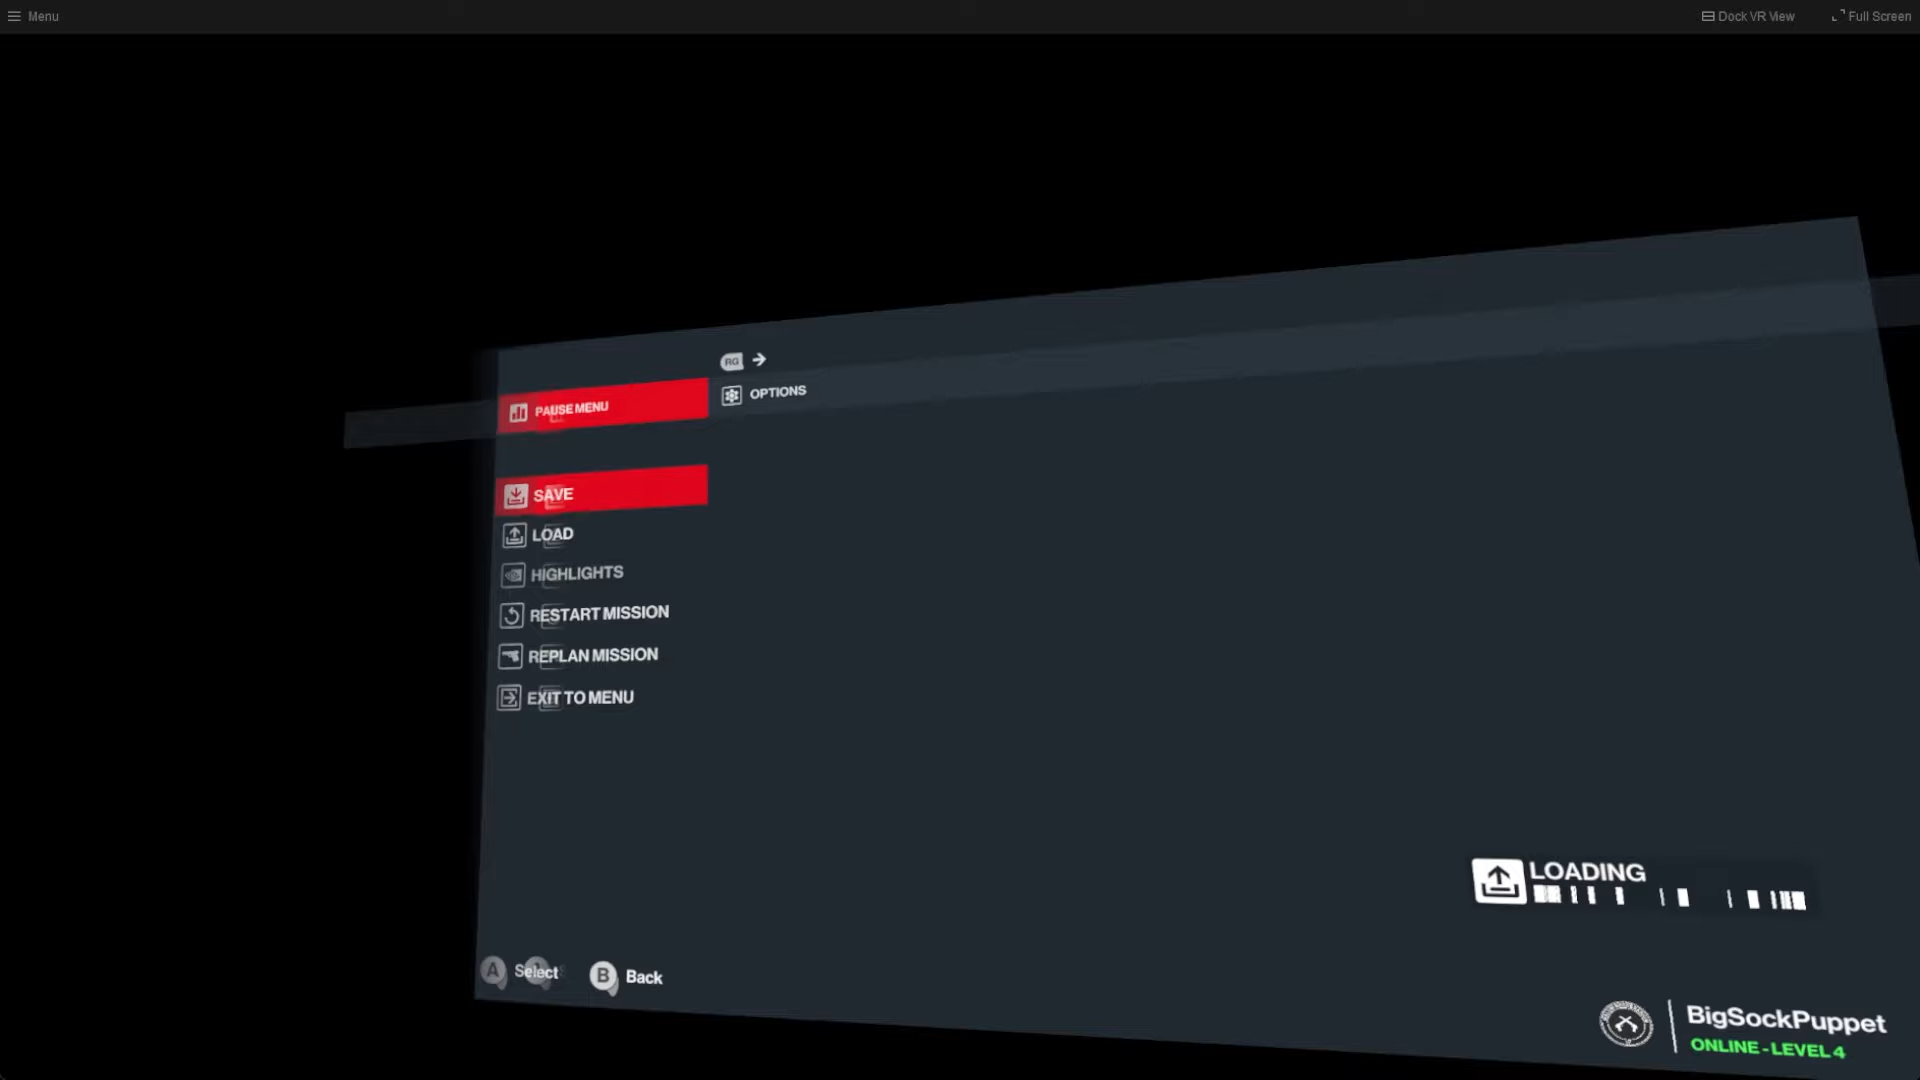 Menu
Dock VR View
Full Screen
RG
PAUSE MENU
OPTIONS
SAVE
LOAD
HIGHLIGHTS
RESTART MISSION
REPLAN MISSION
EXIT TO MENU
LOADING
A Select
B Back
BigSockPuppet
ONLINE - LEVEL 4